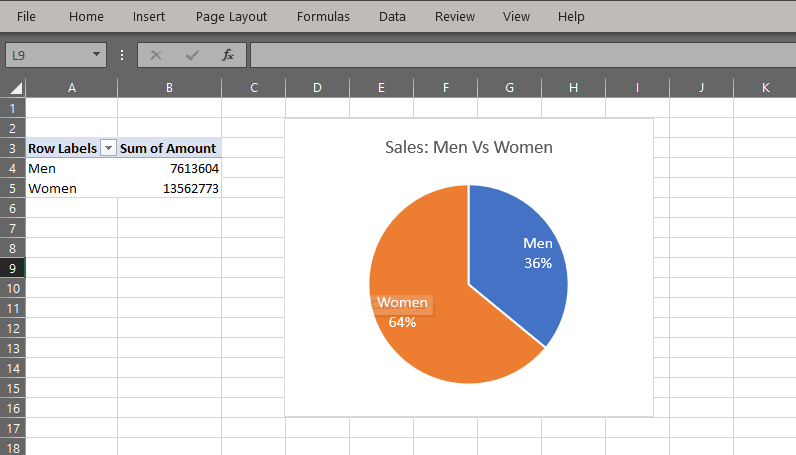 File Home Insert Page Layout Formulas Data Review View Help
L9 fx
A B C D E F G H I J K
1
2
3 Row Labels Sum of Amount
4 Men 7613604
5 Women 13562773
6
7
8
9
10
11
12
13
14
15
16
17
18
Sales: Men Vs Women
Men
36%
Women
64%